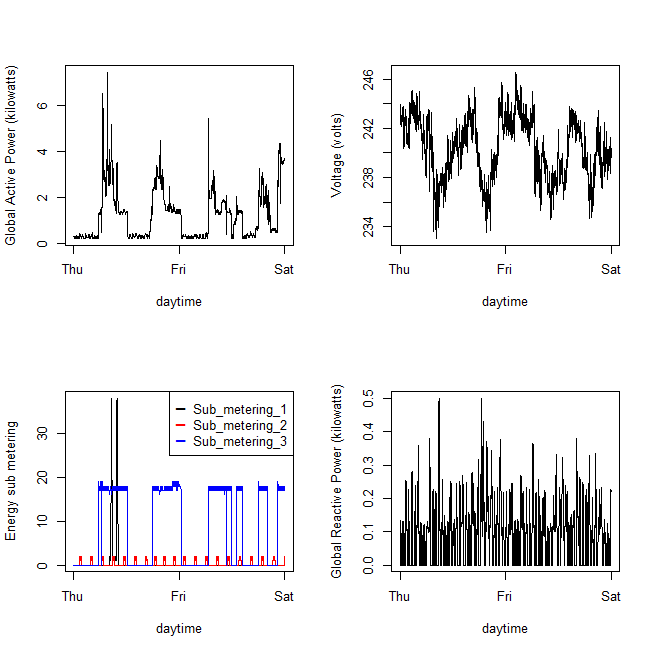 Global Active Power (kilowatts)
6
4
2
0
Thu
Fri
Sat
daytime
Voltrage (volts)
246
242
238
234
Thu
Fri
Sat
daytime
Energy sub metering
30
20
10
0
Sub_metering_1
Sub_metering_2
Sub_metering_3
Thu
Fri
Sat
daytime
Global Reactive Power (kilowatts)
0.5
0.4
0.3
0.2
0.1
0.0
Thu
Fri
Sat
daytime